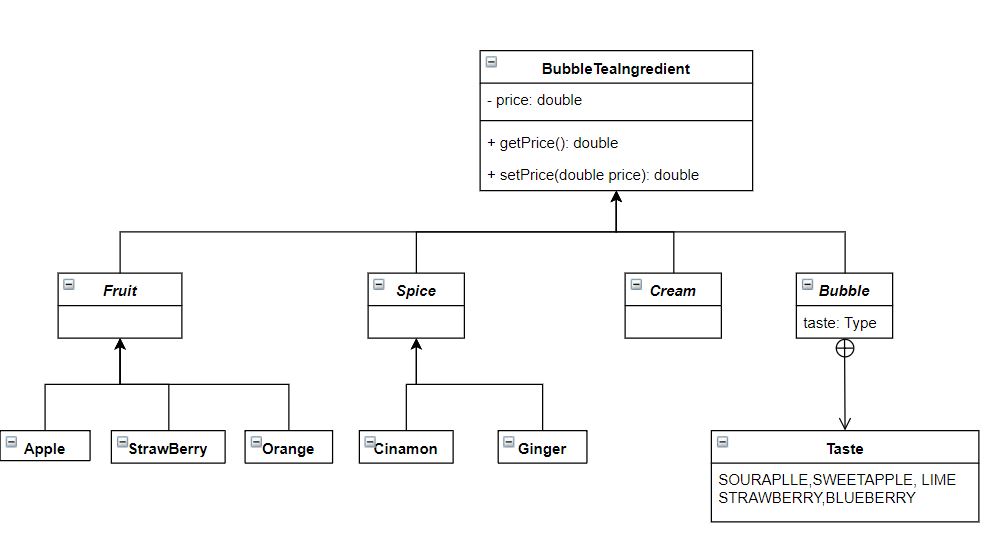 BubbleTeaIngredient
- price: double
+ getPrice(): double
+ setPrice(double price): double
Fruit
Spice
Cream
Bubble
taste: Type
Apple
StrawBerry
Orange
Cinamon
Ginger
Taste
SOURAPLLE,SWEETAPPLE, LIME
STRAWBERRY,BLUEBERRY